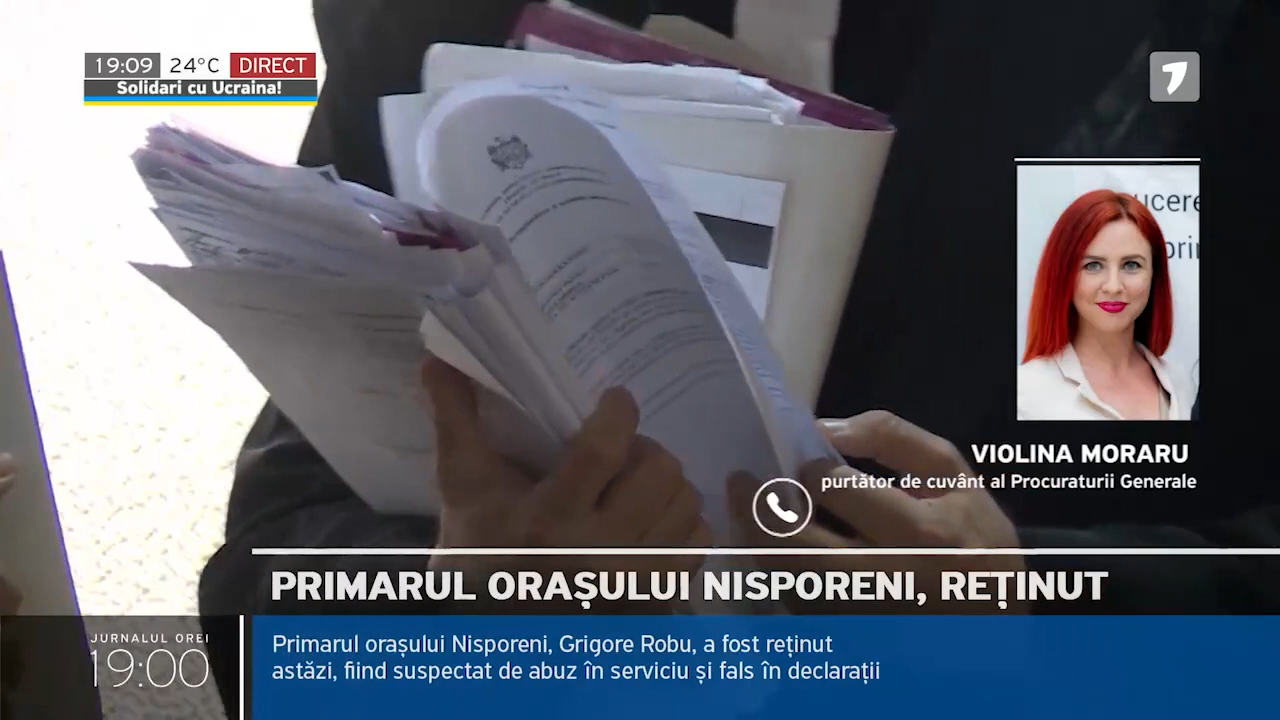 19:09 24°C DIRECT
Solidari cu Ucraina!
ucere
prin
VIOLINA MORARU
purtător de cuvânt al Procuraturii Generale
PRIMARUL ORAȘULUI NISPORENI, REȚINUT
JURNALUL OREI
19:00
Primarul orașului Nisporeni, Grigore Robu, a fost reținut
astăzi, fiind suspectat de abuz în serviciu și fals în declarații